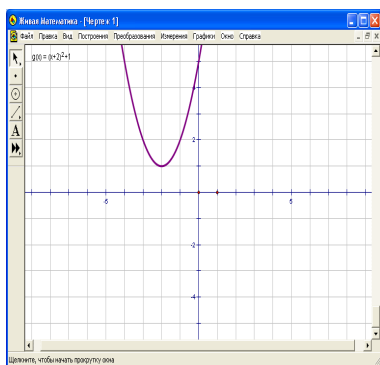 Живая Математика - [Чертеж 1]
Файл Правка Вид Построения Преобразования Измерения Графики Окно Справка
g(x) = (x+2)²+1
A
4
2
-5
5
-2
-4
Щелкните, чтобы начать прокрутку окна